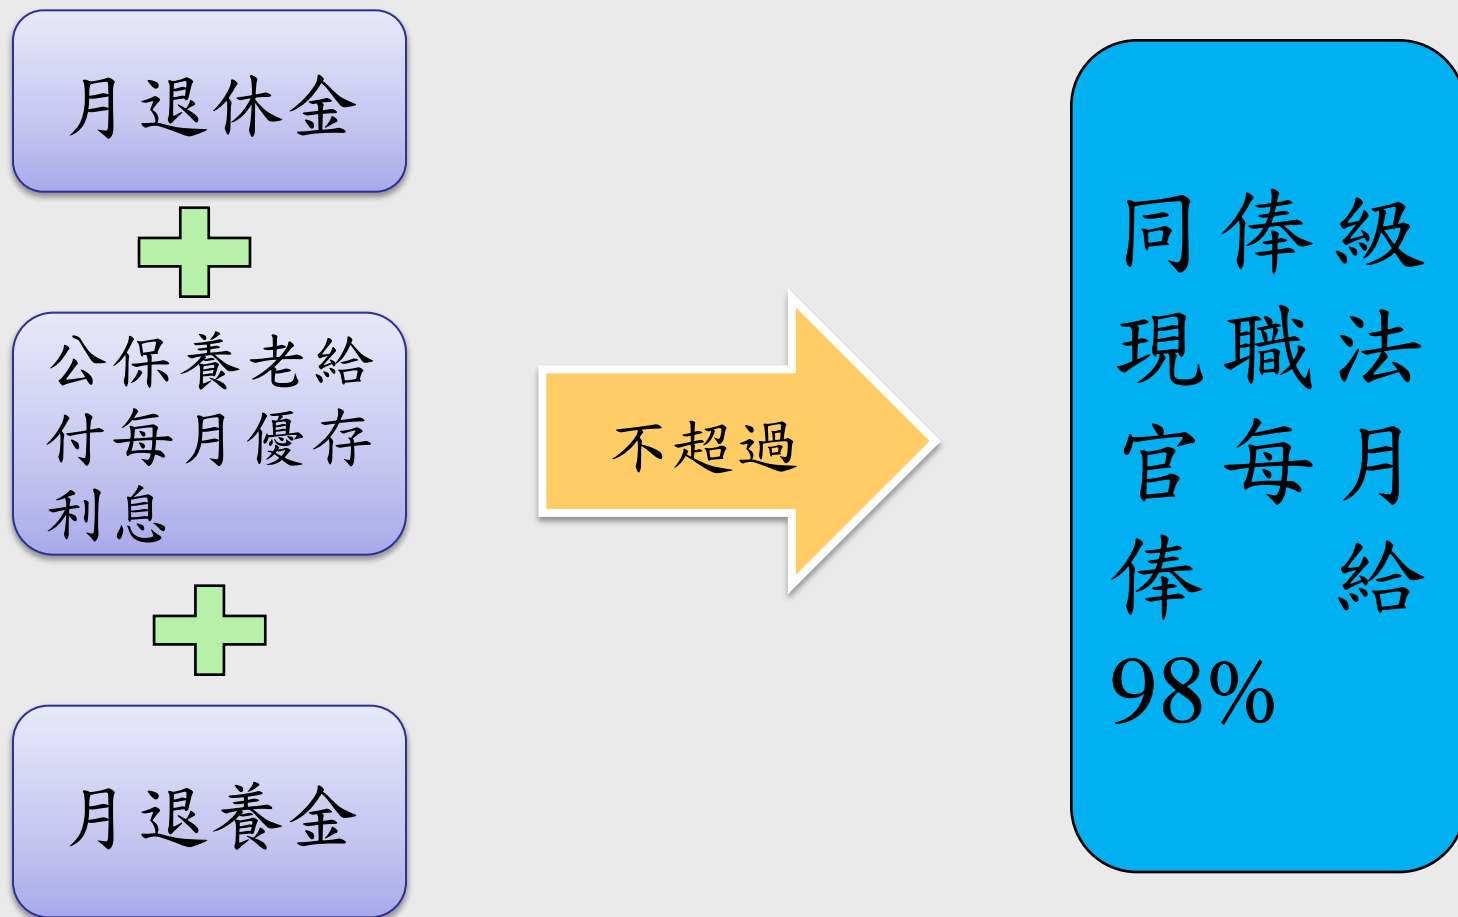 月退休金
公保養老給
付每月優存
利息
月退養金
不超過
同俸級
現職法
官每月
俸給
98%